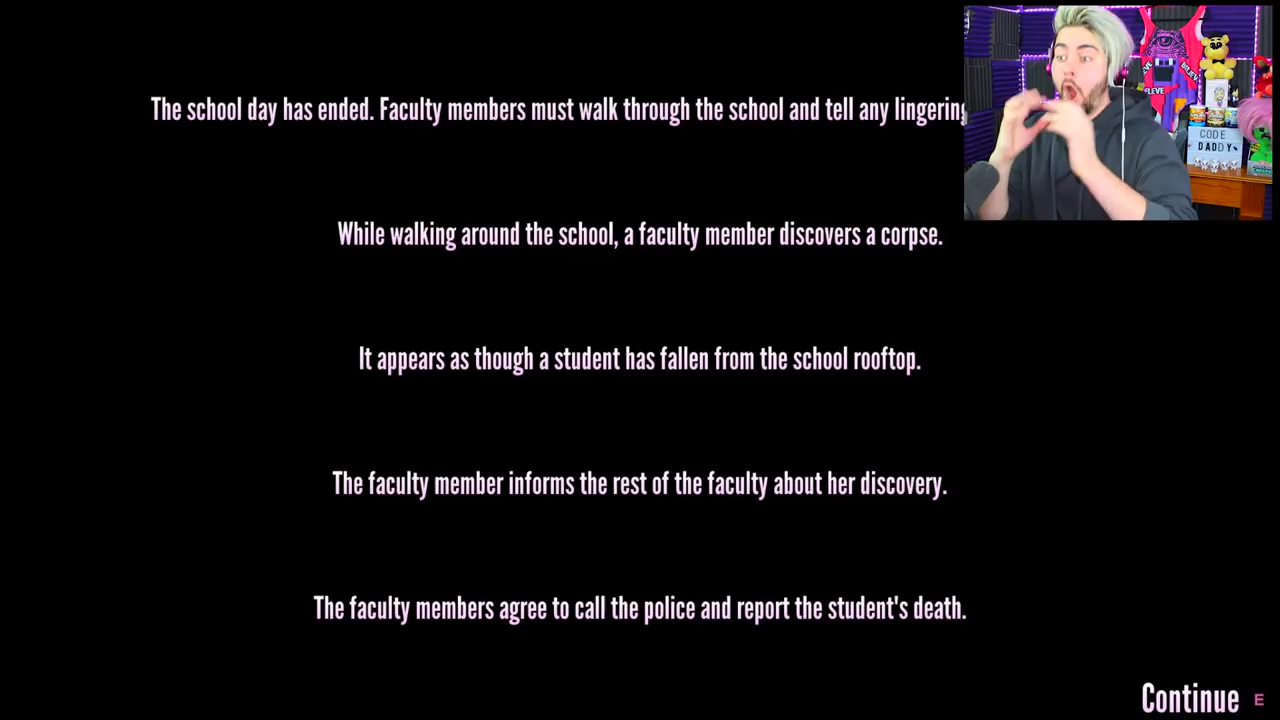 The school day has ended. Faculty members must walk through the school and tell any lingering
While walking around the school, a faculty member discovers a corpse.
It appears as though a student has fallen from the school rooftop.
The faculty member informs the rest of the faculty about her discovery.
The faculty members agree to call the police and report the student's death.
Continue E
CODE
DADDY